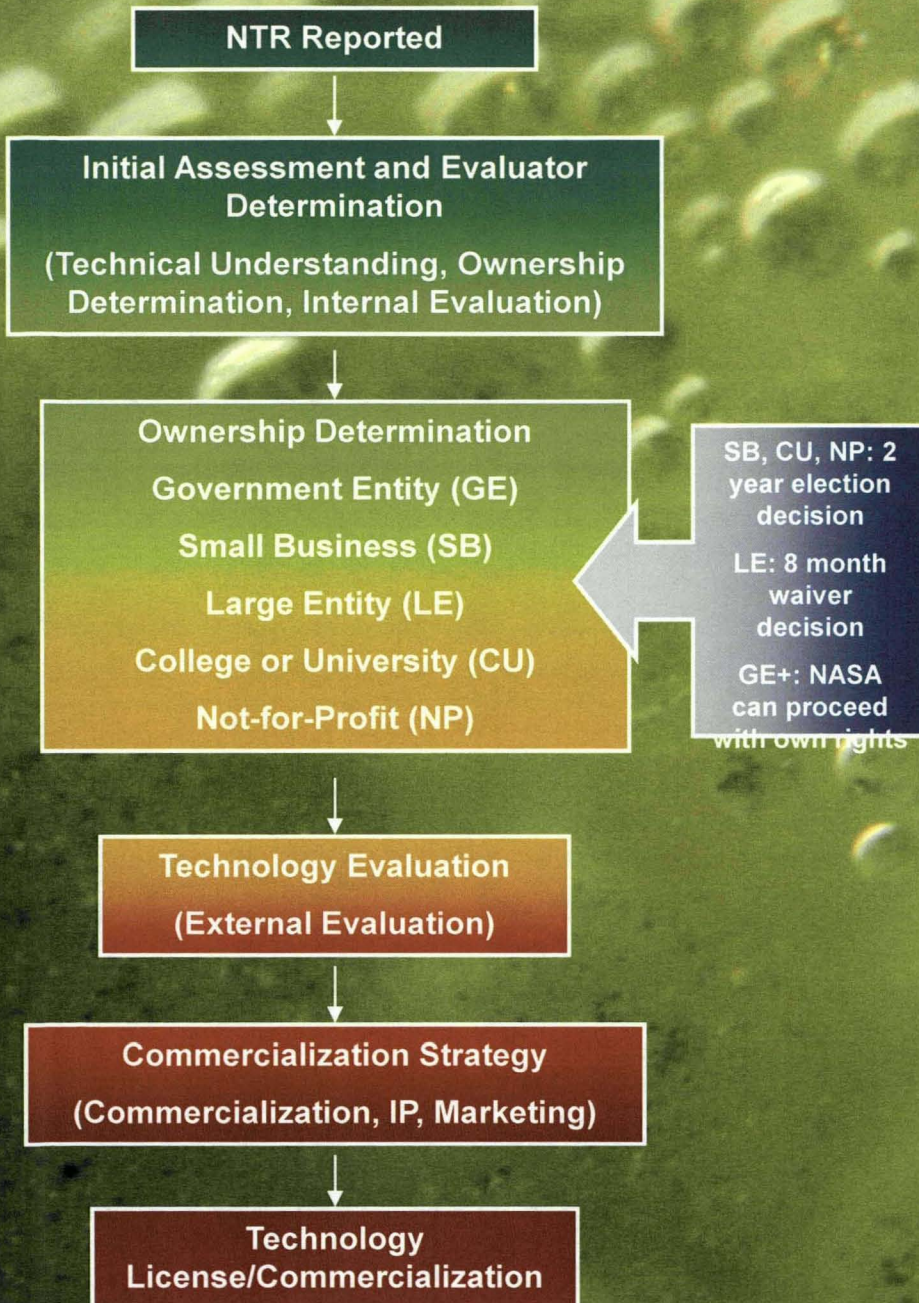 NTR Reported
Initial Assessment and Evaluator
Determination
(Technical Understanding, Ownership
Determination, Internal Evaluation)
Ownership Determination
Government Entity (GE)
Small Business (SB)
Large Entity (LE)
College or University (CU)
Not-for-Profit (NP)
SB, CU, NP: 2
year election
decision
LE: 8 month
waiver
decision
GE+: NASA
can proceed
with own rights
Technology Evaluation
(External Evaluation)
Commercialization Strategy
(Commercialization, IP, Marketing)
Technology
License/Commercialization